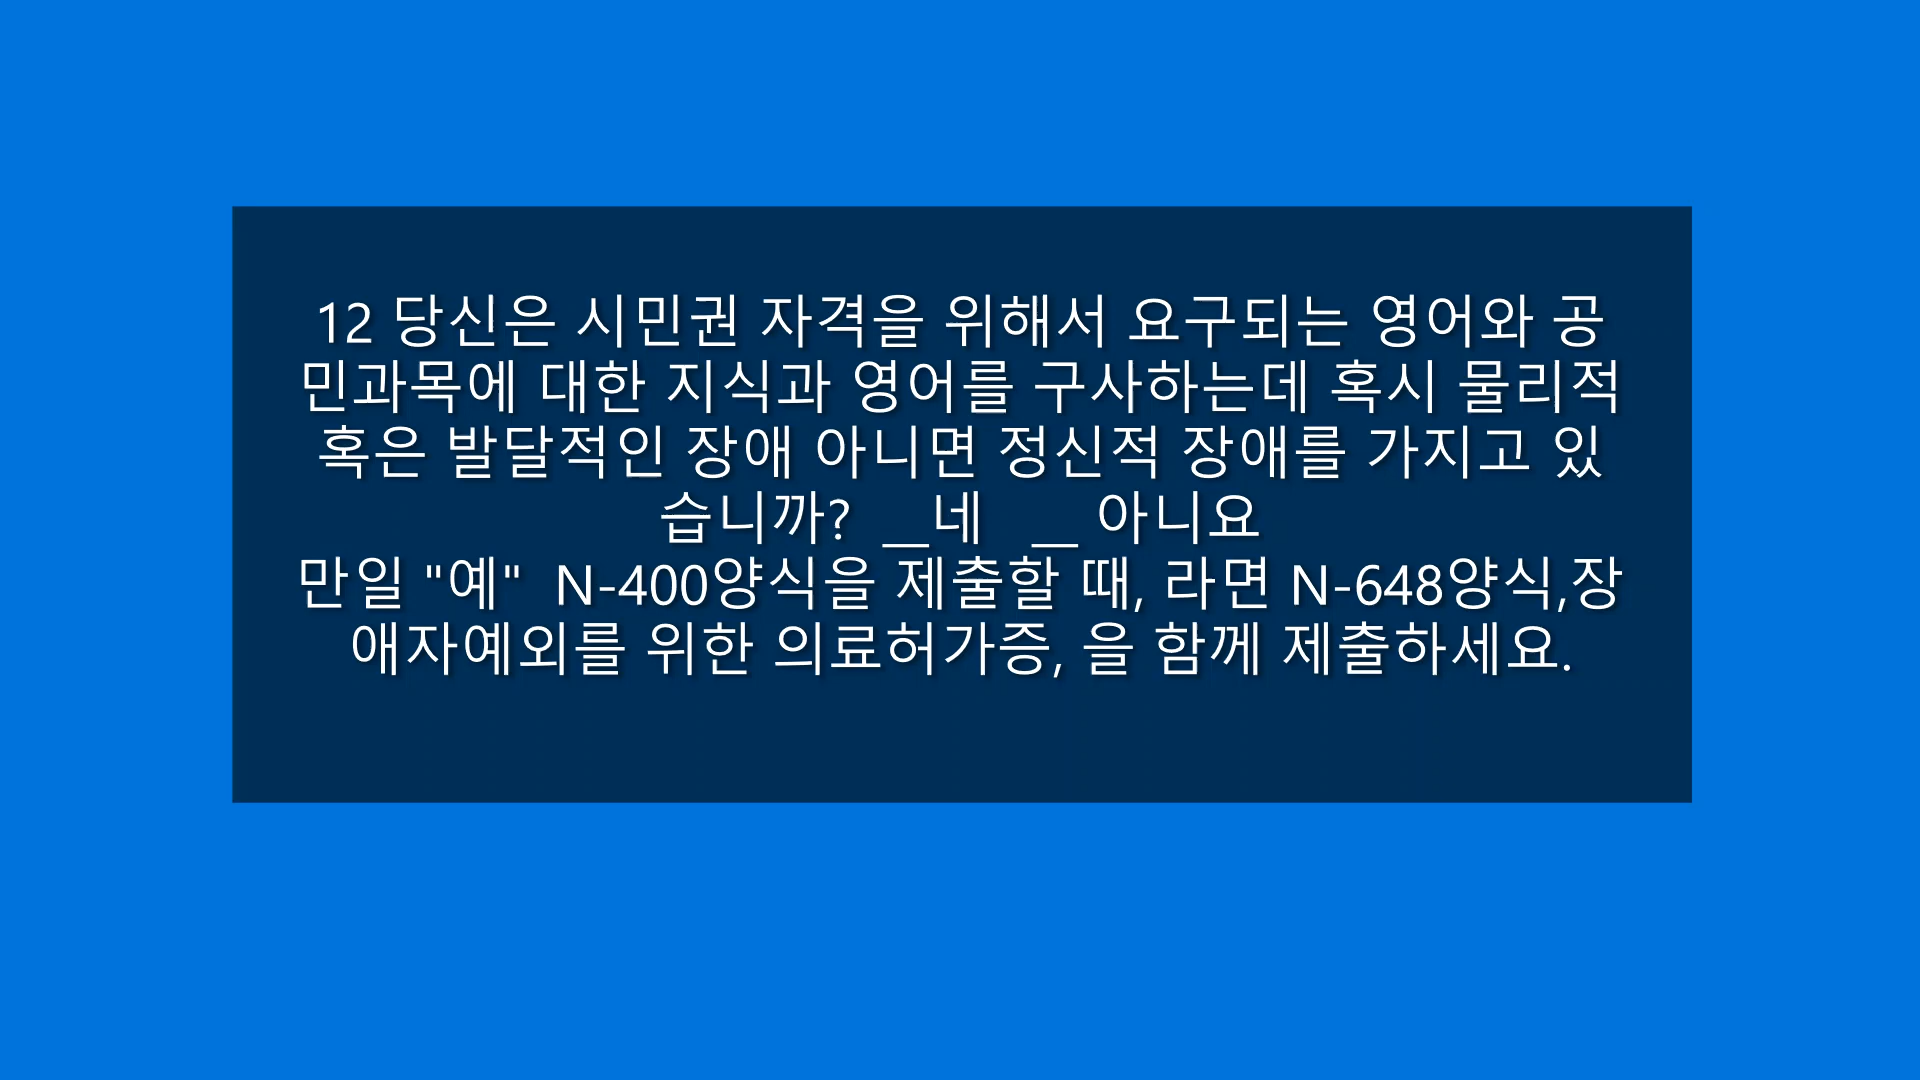 12 당신은 시민권 자격을 위해서 요구되는 영어와 공
민과목에 대한 지식과 영어를 구사하는데 혹시 물리적
혹은 발달적인 장애 아니면 정신적 장애를 가지고 있
습니까?  __네   __ 아니요
만일 "예"  N-400양식을 제출할 때, 라면 N-648양식,장
애자예외를 위한 의료허가증, 을 함께 제출하세요.